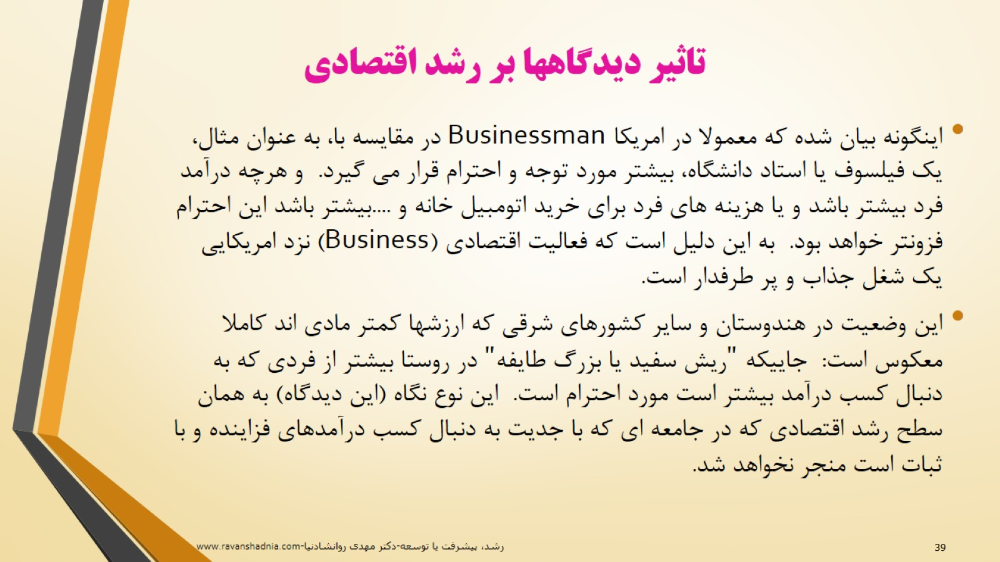 تاثیر دیدگاهها بر رشد اقتصادی
• اینگونه بیان شده که معمولا در امریکا Businessman در مقایسه با، به عنوان مثال،
یک فیلسوف یا استاد دانشگاه، بیشتر مورد توجه و احترام قرار می گیرد. و هرچه درآمد
فرد بیشتر باشد و یا هزینه های فرد برای خرید اتومبیل خانه و ....بیشتر باشد این احترام
فزونتر خواهد بود. به این دلیل است که فعالیت اقتصادی (Business) نزد امریکایی
یک شغل جذاب و پر طرفدار است.
• این وضعیت در هندوستان و سایر کشورهای شرقی که ارزشها کمتر مادی اند کاملا
معکوس است: جاییکه "ریش سفید یا بزرگ طایفه" در روستا بیشتر از فردی که به
دنبال کسب درآمد بیشتر است مورد احترام است. این نوع نگاه (این دیدگاه) به همان
سطح رشد اقتصادی که در جامعه ای که با جدیت به دنبال کسب درآمدهای فزاینده و با
ثبات است منجر نخواهد شد.
رشد، پیشرفت یا توسعه-دکتر مهدی روانشادنیا-www.ravanshadnia.com
39